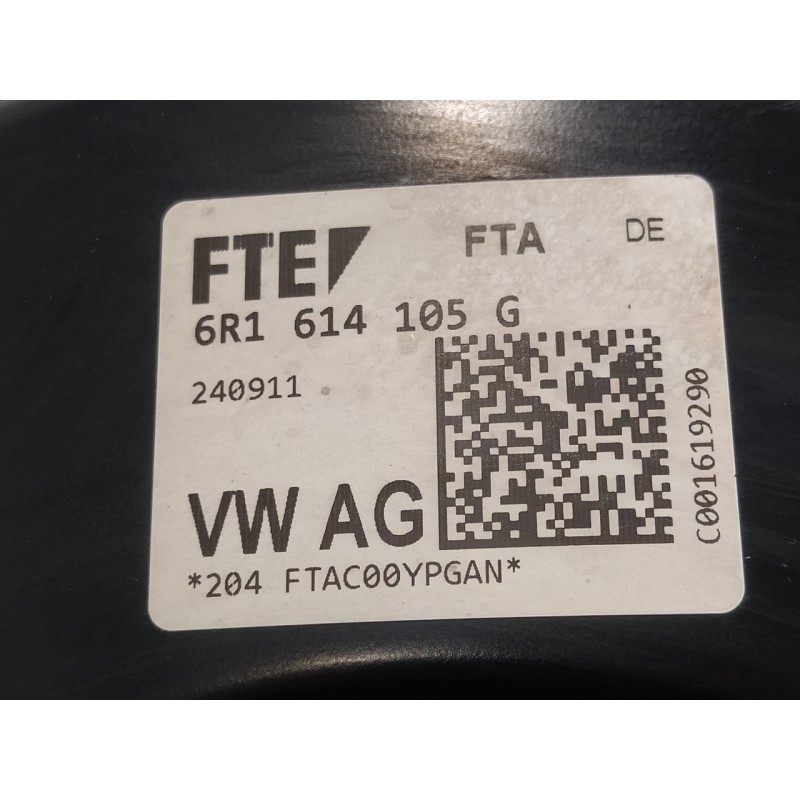 FTE FTA DE
6R1 614 105 G
240911
C001619290
VW AG
*204 FTAC00YPGAN*